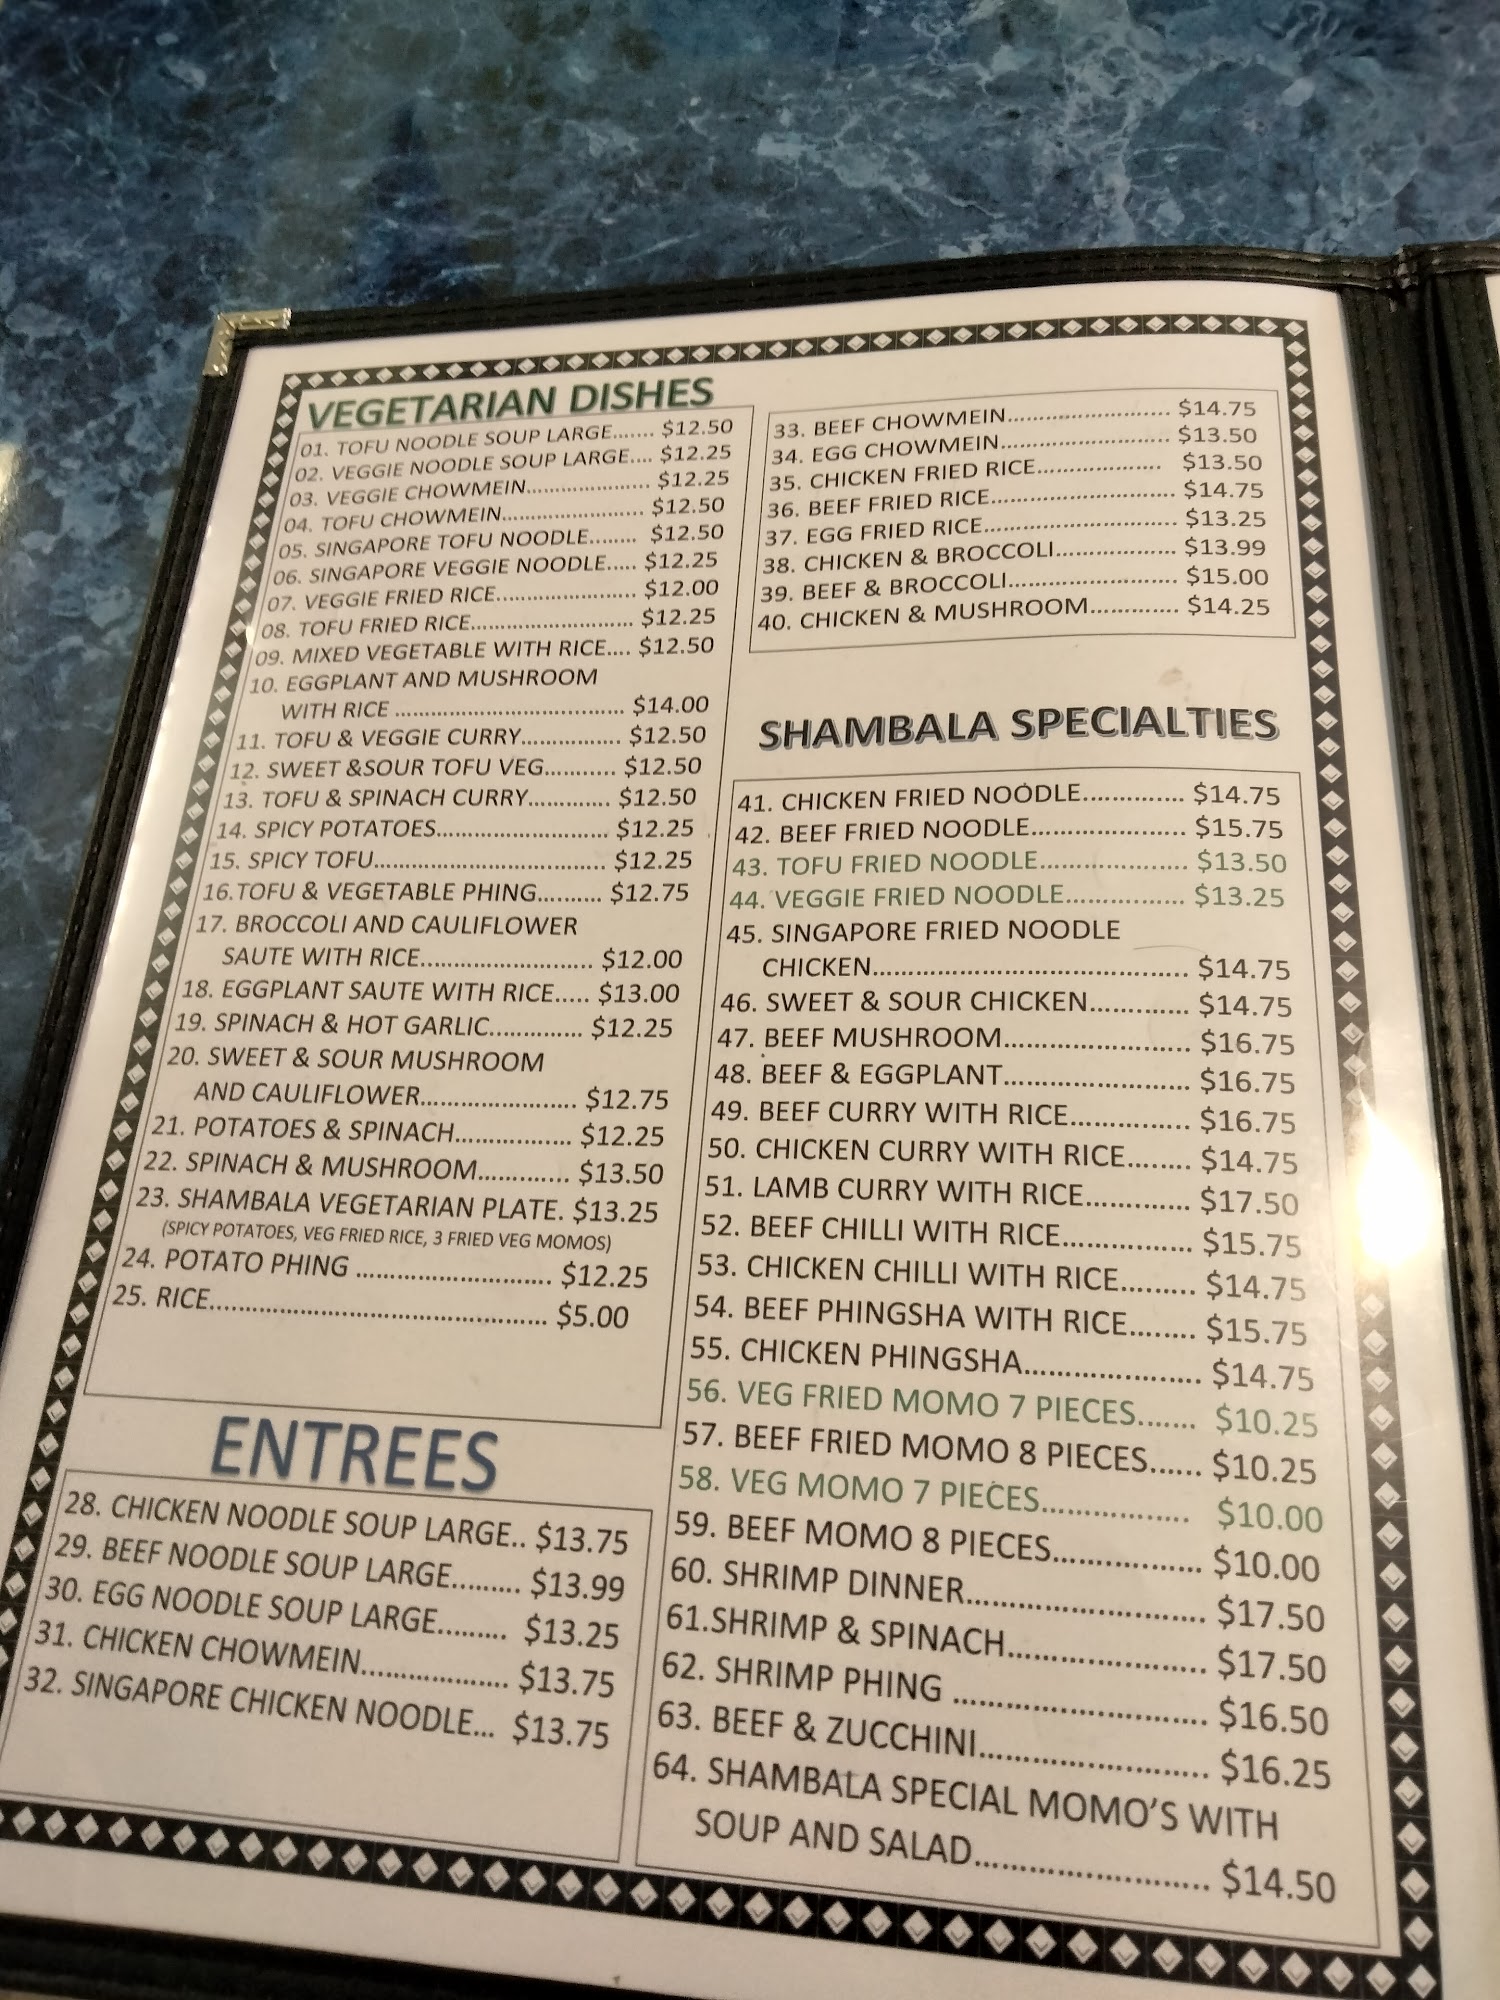 VEGETARIAN DISHES
01. TOFU NOODLE SOUP LARGE....... $12.50
02. VEGGIE NOODLE SOUP LARGE.... $12.25
03. VEGGIE CHOWMEIN....................... $12.25
04. TOFU CHOWMEIN.......................... $12.50
05. SINGAPORE TOFU NOODLE........ $12.50
06. SINGAPORE VEGGIE NOODLE..... $12.25
07. VEGGIE FRIED RICE.......................... $12.00
08. TOFU FRIED RICE.............................. $12.25
09. MIXED VEGETABLE WITH RICE.... $12.50
10. EGGPLANT AND MUSHROOM
WITH RICE ...................................... $14.00
11. TOFU & VEGGIE CURRY................ $12.50
12. SWEET &SOUR TOFU VEG........... $12.50
13. TOFU & SPINACH CURRY............. $12.50
14. SPICY POTATOES............................ $12.25
15. SPICY TOFU..................................... $12.25
16.TOFU & VEGETABLE PHING.......... $12.75
17. BROCCOLI AND CAULIFLOWER
SAUTE WITH RICE........................... $12.00
18. EGGPLANT SAUTE WITH RICE..... $13.00
19. SPINACH & HOT GARLIC.............. $12.25
20. SWEET & SOUR MUSHROOM
AND CAULIFLOWER....................... $12.75
21. POTATOES & SPINACH................. $12.25
22. SPINACH & MUSHROOM............. $13.50
23. SHAMBALA VEGETARIAN PLATE. $13.25
(SPICY POTATOES, VEG FRIED RICE, 3 FRIED VEG MOMOS)
24. POTATO PHING ............................ $12.25
25. RICE................................................ $5.00
ENTREES
28. CHICKEN NOODLE SOUP LARGE.. $13.75
29. BEEF NOODLE SOUP LARGE......... $13.99
30. EGG NOODLE SOUP LARGE......... $13.25
31. CHICKEN CHOWMEIN................... $13.75
32. SINGAPORE CHICKEN NOODLE... $13.75
33. BEEF CHOWMEIN........................... $14.75
34. EGG CHOWMEIN............................ $13.50
35. CHICKEN FRIED RICE.................... $13.50
36. BEEF FRIED RICE............................. $14.75
37. EGG FRIED RICE.............................. $13.25
38. CHICKEN & BROCCOLI.................. $13.99
39. BEEF & BROCCOLI.......................... $15.00
40. CHICKEN & MUSHROOM.............. $14.25
SHAMBALA SPECIALTIES
41. CHICKEN FRIED NOODLE............... $14.75
42. BEEF FRIED NOODLE....................... $15.75
43. TOFU FRIED NOODLE...................... $13.50
44. VEGGIE FRIED NOODLE.................. $13.25
45. SINGAPORE FRIED NOODLE
CHICKEN.............................................. $14.75
46. SWEET & SOUR CHICKEN.............. $14.75
47. BEEF MUSHROOM.......................... $16.75
48. BEEF & EGGPLANT.......................... $16.75
49. BEEF CURRY WITH RICE................. $16.75
50. CHICKEN CURRY WITH RICE........ $14.75
51. LAMB CURRY WITH RICE.............. $17.50
52. BEEF CHILLI WITH RICE................. $15.75
53. CHICKEN CHILLI WITH RICE......... $14.75
54. BEEF PHINGSHA WITH RICE........ $15.75
55. CHICKEN PHINGSHA....................... $14.75
56. VEG FRIED MOMO 7 PIECES....... $10.25
57. BEEF FRIED MOMO 8 PIECES...... $10.25
58. VEG MOMO 7 PIECES.................. $10.00
59. BEEF MOMO 8 PIECES.................. $10.00
60. SHRIMP DINNER............................. $17.50
61.SHRIMP & SPINACH....................... $17.50
62. SHRIMP PHING .............................. $16.50
63. BEEF & ZUCCHINI........................... $16.25
64. SHAMBALA SPECIAL MOMO'S WITH
SOUP AND SALAD........................... $14.50